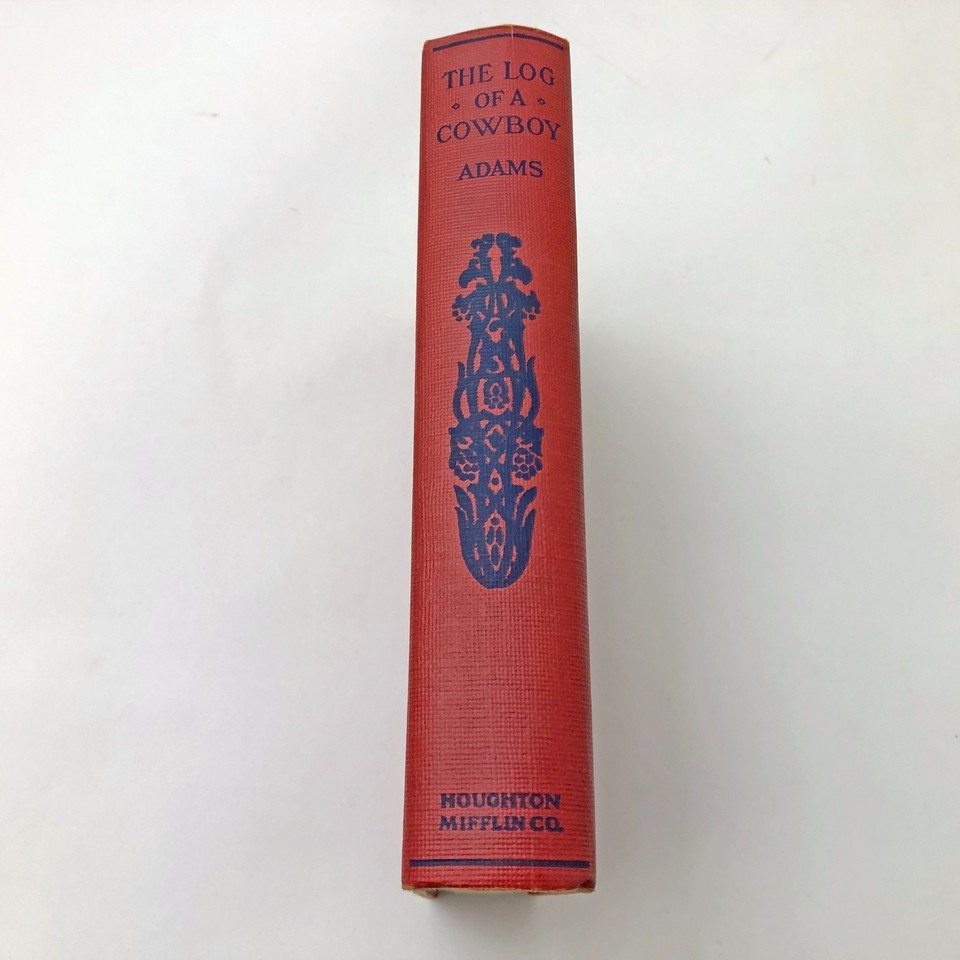 THE LOG
OF A
COWBOY
ADAMS
HOUGHTON
MIFFLIN CO.